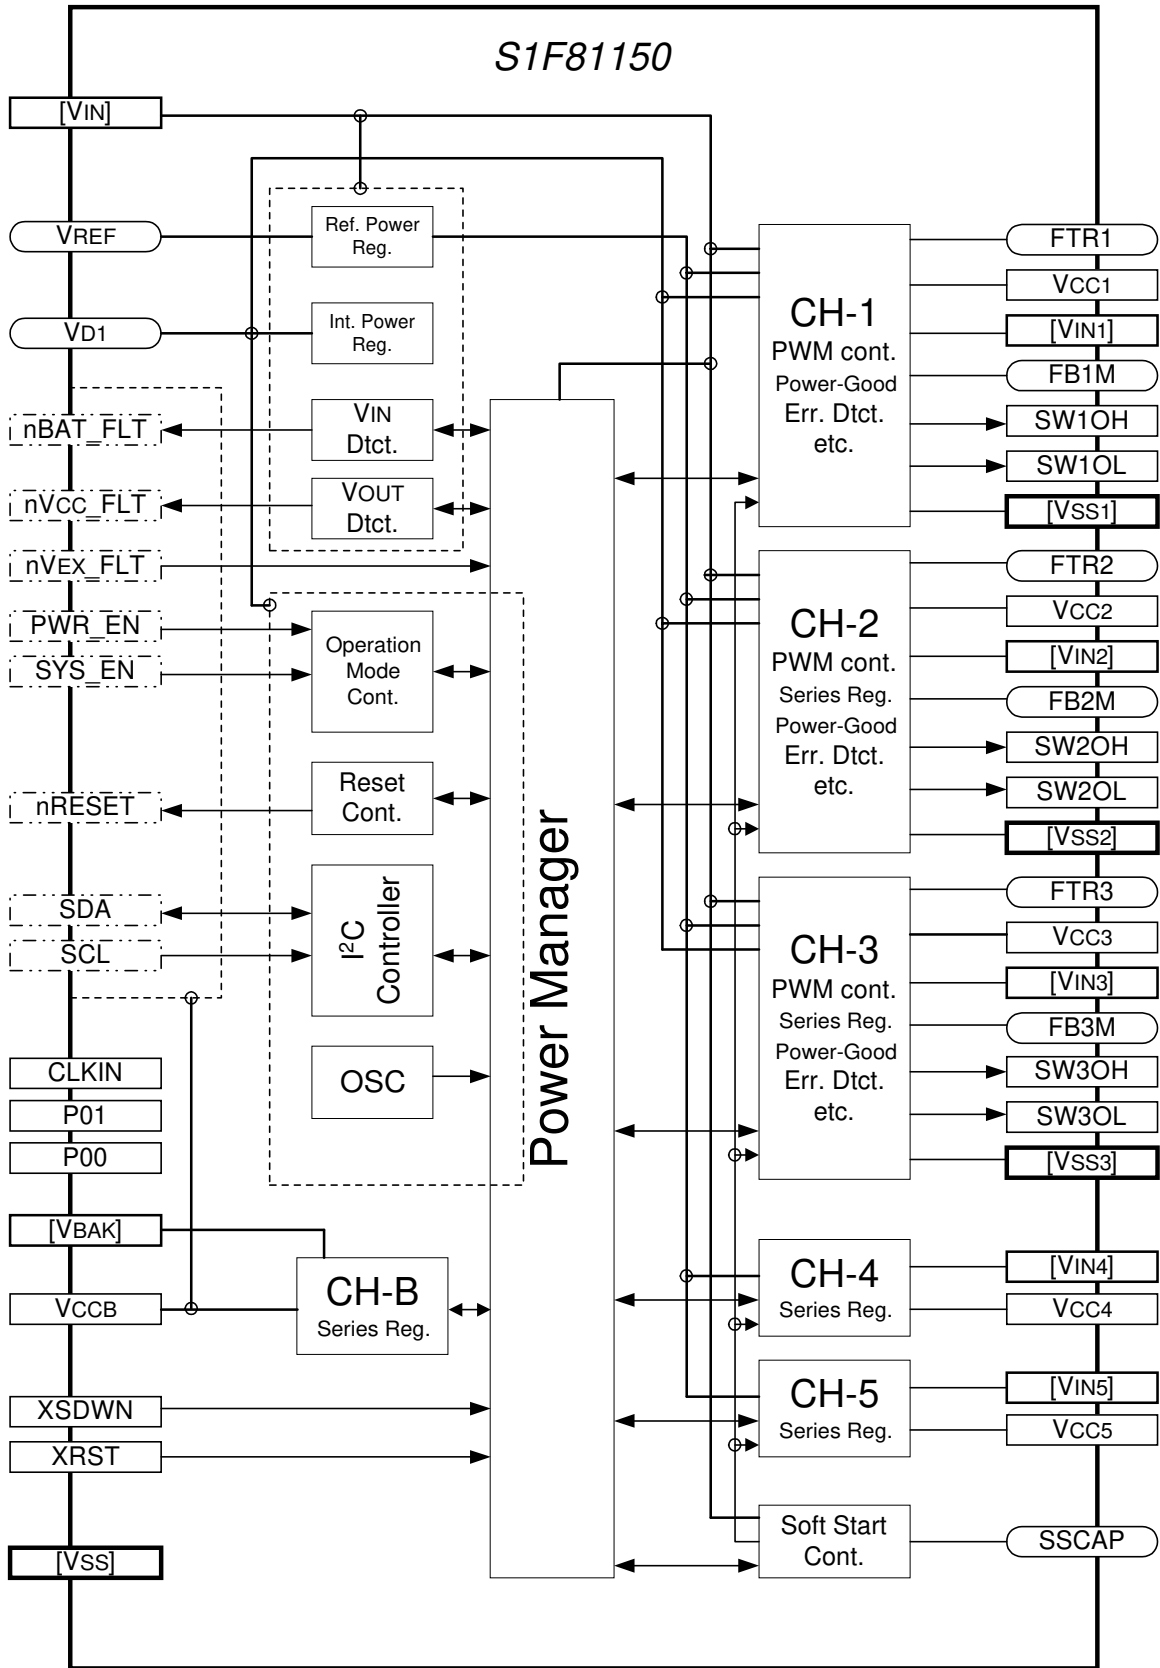 S1F81150
[VIN]
VREF
VD1
nBAT_FLT
nVCC_FLT
nVEX_FLT
PWR_EN
SYS_EN
nRESET
SDA
SCL
CLKIN
P01
P00
[VBAK]
VCCB
XSDWN
XRST
[VSS]
Ref. Power
Reg.
Int. Power
Reg.
VIN
Dtct.
VOUT
Dtct.
Operation
Mode
Cont.
Reset
Cont.
I²C
Controller
OSC
CH-B
Series Reg.
Power Manager
CH-1
PWM cont.
Power-Good
Err. Dtct.
etc.
CH-2
PWM cont.
Series Reg.
Power-Good
Err. Dtct.
etc.
CH-3
PWM cont.
Series Reg.
Power-Good
Err. Dtct.
etc.
CH-4
Series Reg.
CH-5
Series Reg.
Soft Start
Cont.
FTR1
VCC1
[VIN1]
FB1M
SW1OH
SW1OL
[VSS1]
FTR2
VCC2
[VIN2]
FB2M
SW2OH
SW2OL
[VSS2]
FTR3
VCC3
[VIN3]
FB3M
SW3OH
SW3OL
[VSS3]
[VIN4]
VCC4
[VIN5]
VCC5
SSCAP